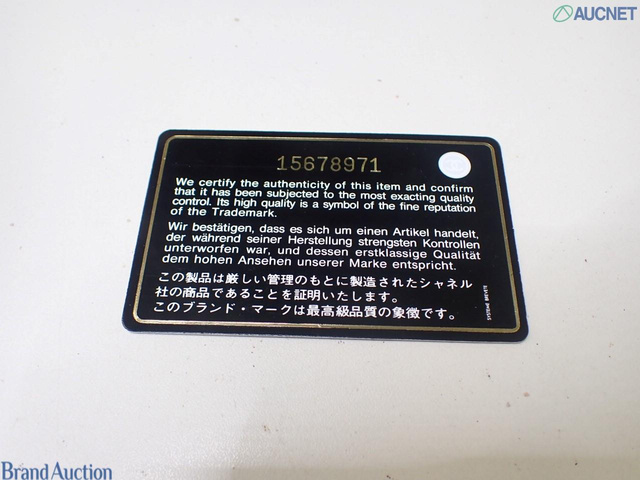 AUCNET
15678971
We certify the authenticity of this item and confirm
that it has been subjected to the most exacting quality
control. Its high quality is a symbol of the fine reputation
of the Trademark.
Wir bestätigen, dass es sich um einen Artikel handelt,
der während seiner Herstellung strengsten Kontrollen
unterworfen war, und dessen erstklassige Qualität
dem hohen Ansehen unserer Marke entspricht.
この製品は厳しい管理のもとに製造されたシャネル
社の商品であることを証明いたします。
このブランド・マークは最高級品質の象徴です。
SYSTEME BREVETE
Brand Auction